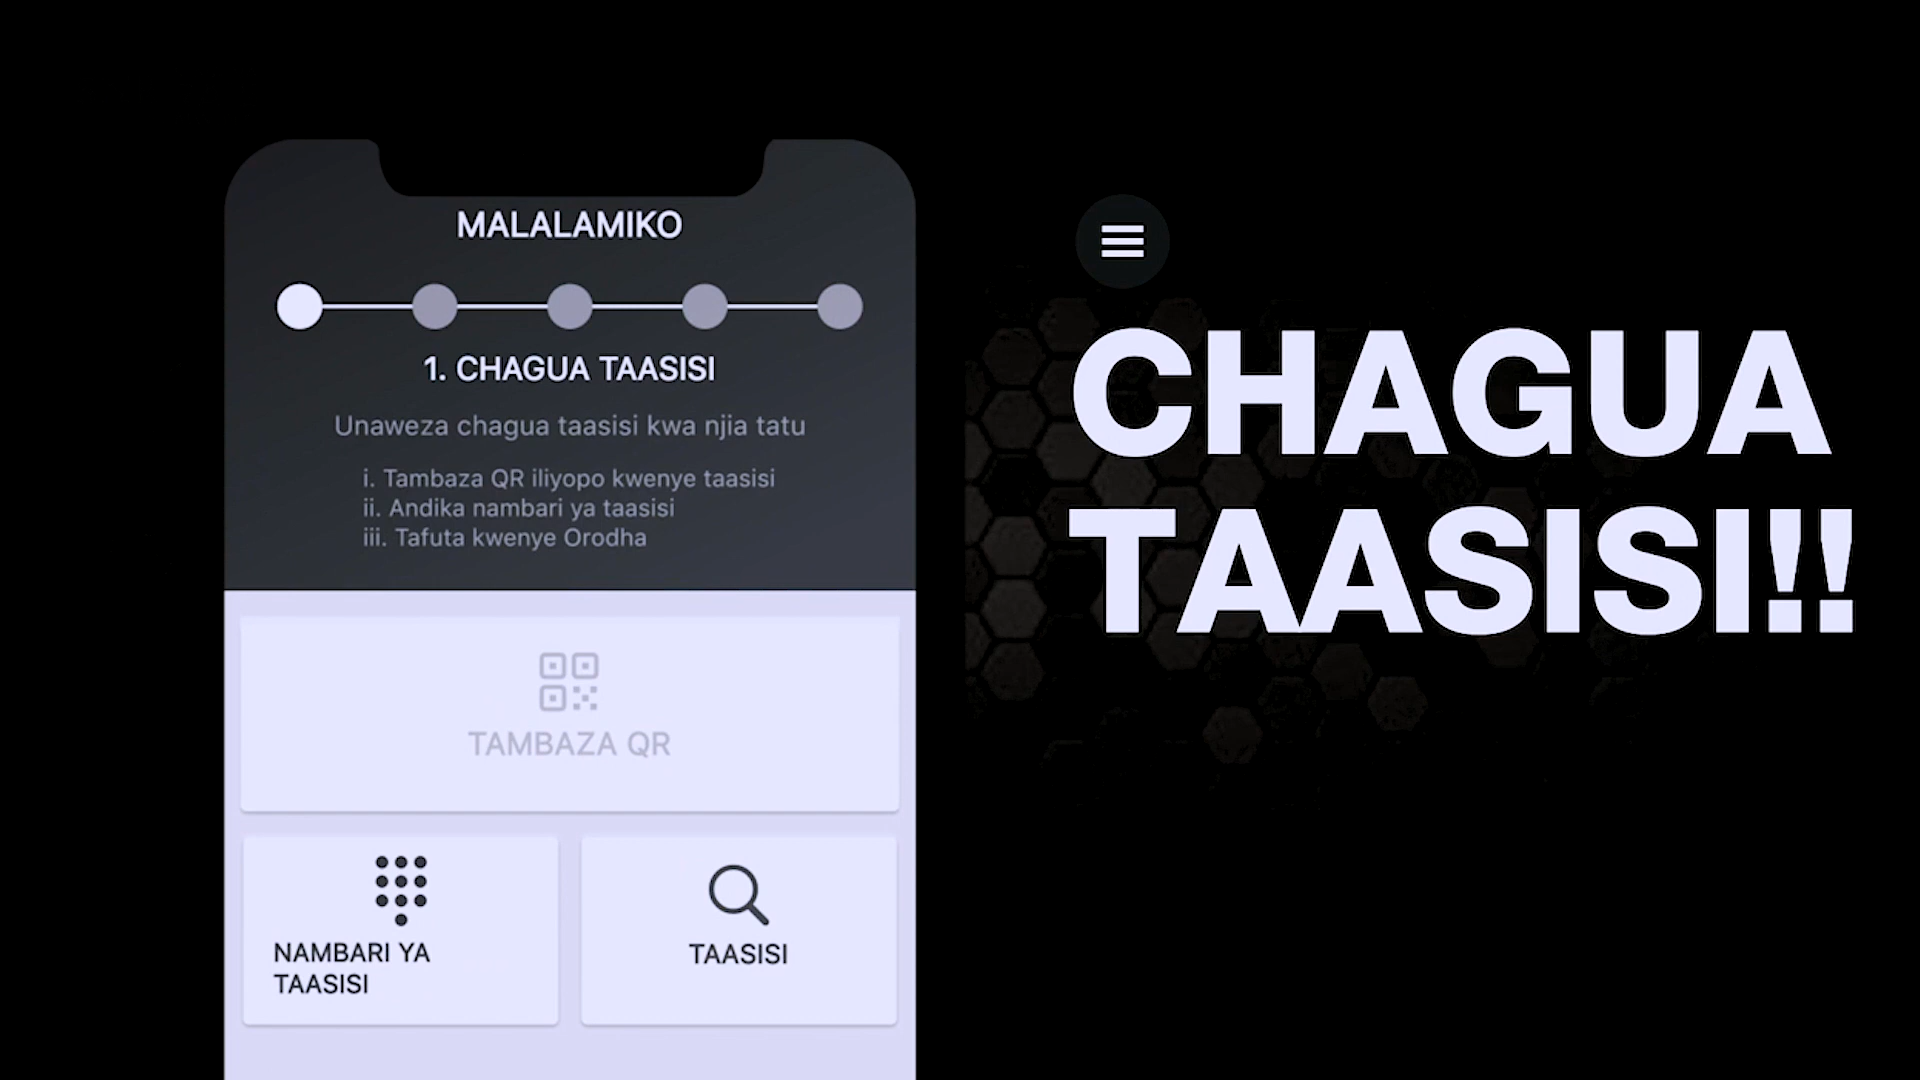 MALALAMIKO
1. CHAGUA TAASISI
Unaweza chagua taasisi kwa njia tatu
i. Tambaza QR iliyopo kwenye taasisi
ii. Andika nambari ya taasisi
iii. Tafuta kwenye Orodha
TAMBAZA QR
NAMBARI YA
TAASISI
TAASISI
CHAGUA
TAASISI!!